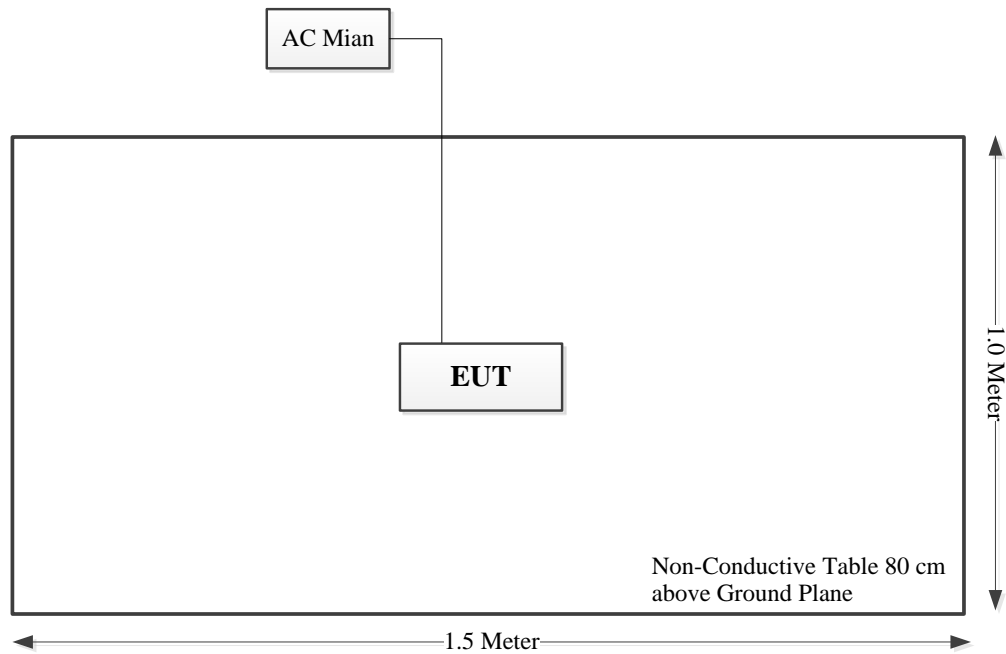 AC Mian
EUT
1.0 Meter
Non-Conductive Table 80 cm
above Ground Plane
1.5 Meter